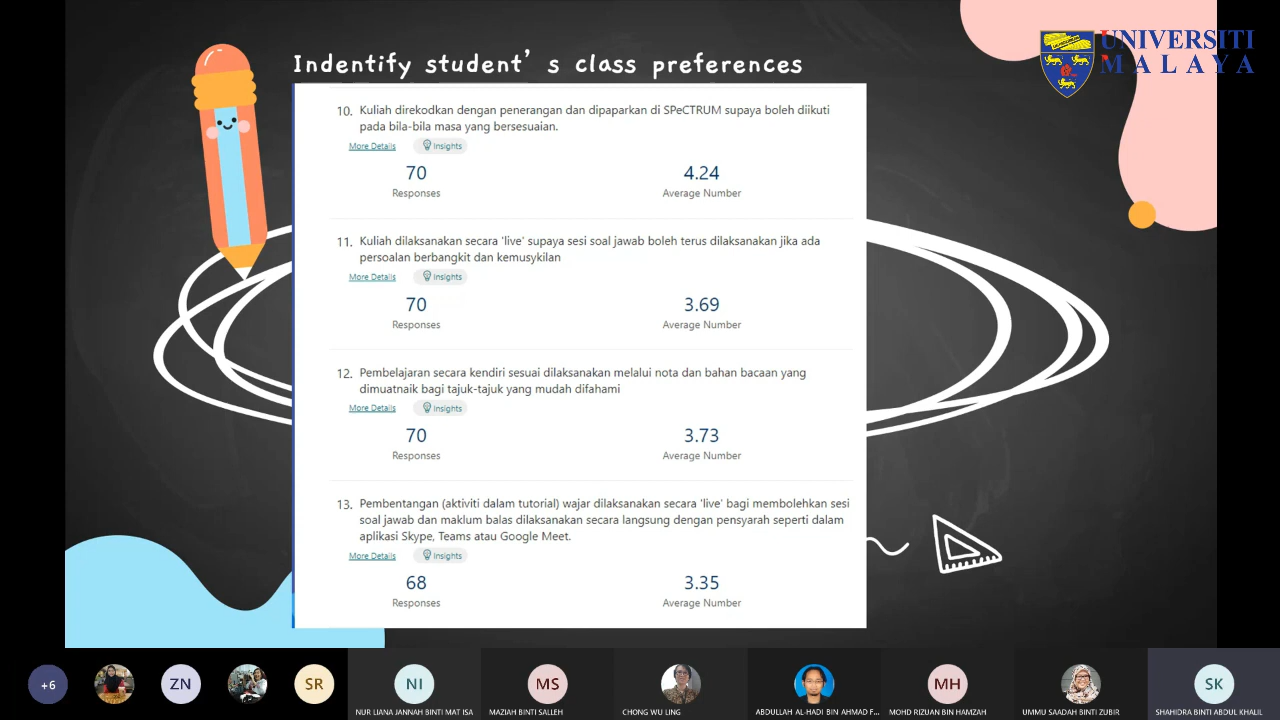 Indentify student's class preferences
UNIVERSITI
MALAYA
10. Kuliah direkodkan dengan penerangan dan dipaparkan di SPeCTRUM supaya boleh diikuti
pada bila-bila masa yang bersesuaian.
More Details Insights
70 4.24
Responses Average Number
11. Kuliah dilaksanakan secara 'live' supaya sesi soal jawab boleh terus dilaksanakan jika ada
persoalan berbangkit dan kemusykilan
More Details Insights
70 3.69
Responses Average Number
12. Pembelajaran secara kendiri sesuai dilaksanakan melalui nota dan bahan bacaan yang
dimuatnaik bagi tajuk-tajuk yang mudah difahami
More Details Insights
70 3.73
Responses Average Number
13. Pembentangan (aktiviti dalam tutorial) wajar dilaksanakan secara 'live' bagi membolehkan sesi
soal jawab dan maklum balas dilaksanakan secara langsung dengan pensyarah seperti dalam
aplikasi Skype, Teams atau Google Meet.
More Details Insights
68 3.35
Responses Average Number
+6 ZN SR NI MS MH SK
NUR LIANA JANNAH BINTI MAT ISA MAZIAH BINTI SALLEH CHONG WU LING ABDULLAH AL-HADI BIN AHMAD F... MOHD RIZUAN BIN HAMZAH UMMU SAADAH BINTI ZUBIR SHAHIDRA BINTI ABDUL KHALIL